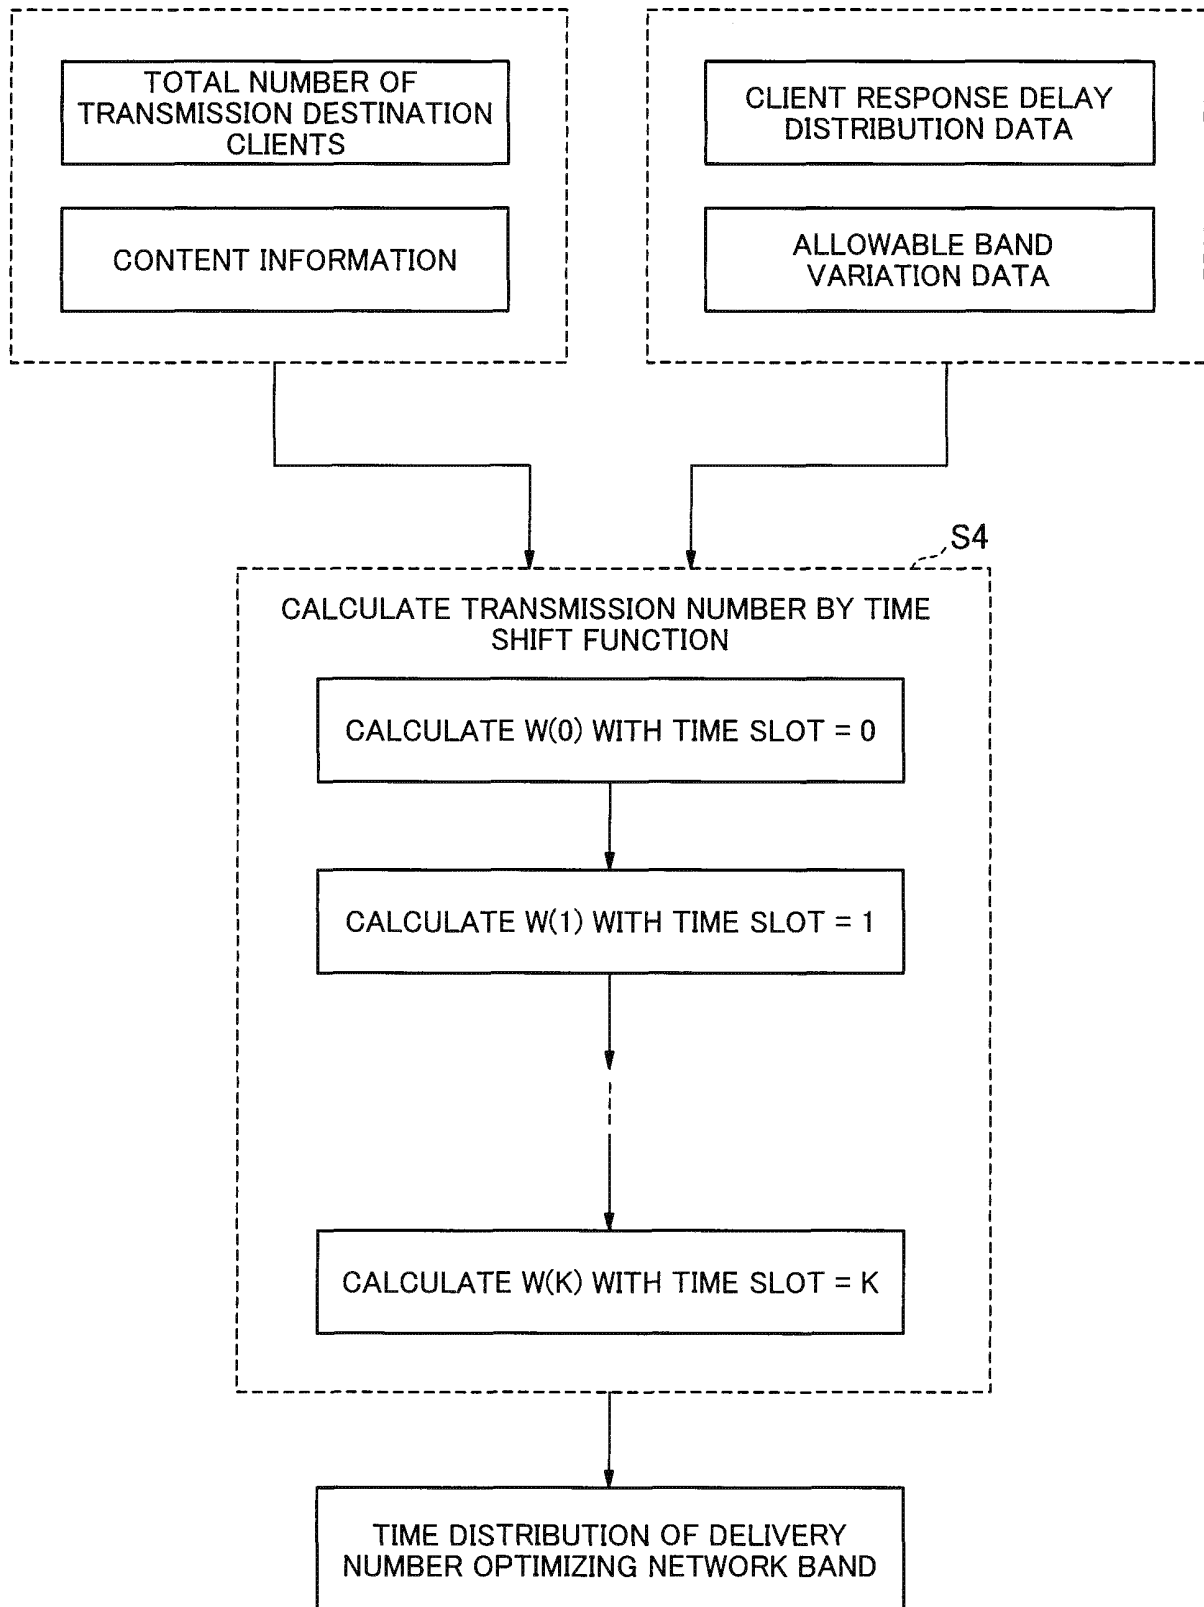 TOTAL NUMBER OF
TRANSMISSION DESTINATION
CLIENTS
CONTENT INFORMATION
CLIENT RESPONSE DELAY
DISTRIBUTION DATA
ALLOWABLE BAND
VARIATION DATA
S4
CALCULATE TRANSMISSION NUMBER BY TIME
SHIFT FUNCTION
CALCULATE W(0) WITH TIME SLOT = 0
CALCULATE W(1) WITH TIME SLOT = 1
CALCULATE W(K) WITH TIME SLOT = K
TIME DISTRIBUTION OF DELIVERY
NUMBER OPTIMIZING NETWORK BAND